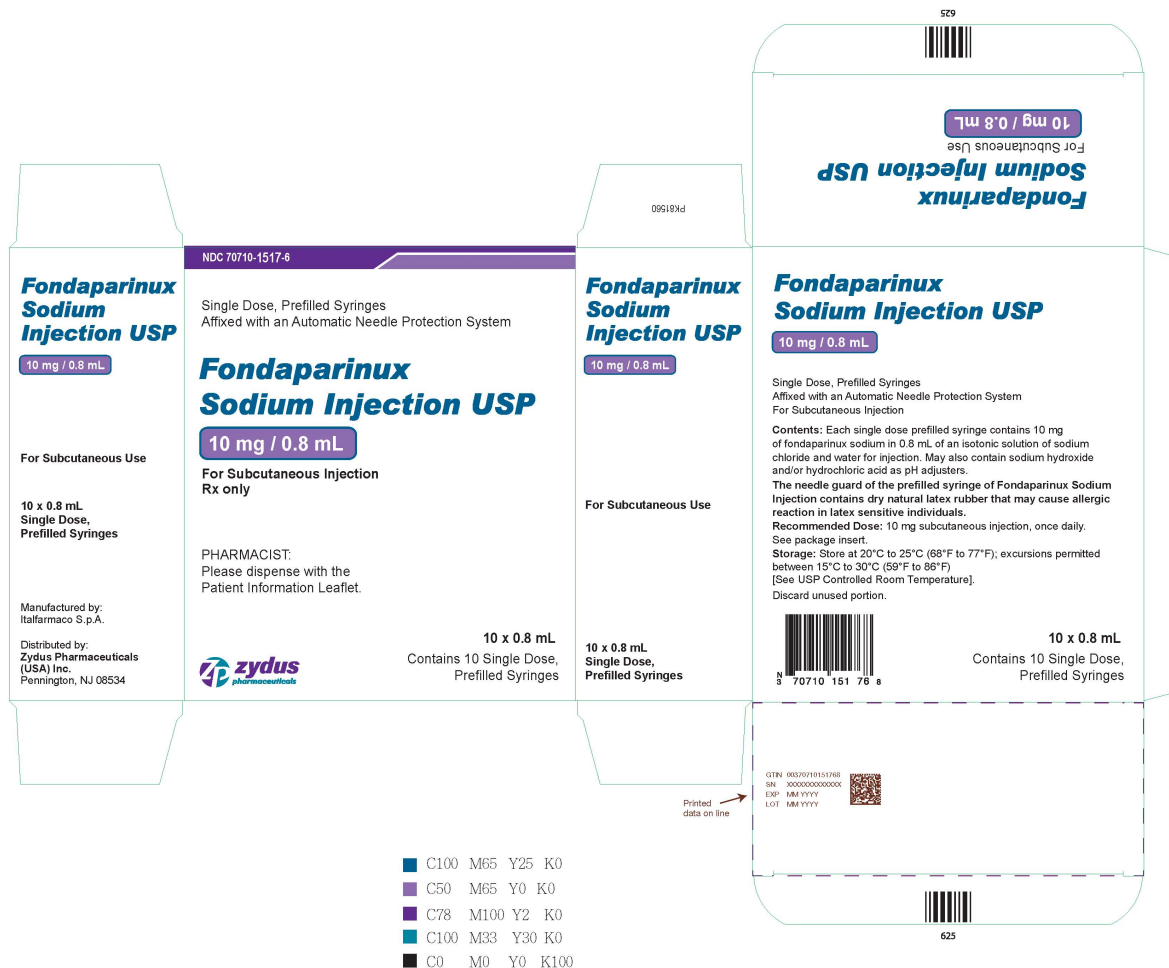 625
10 mg / 0.8 mL
For Subcutaneous Use
Sodium Injection USP
Fondaparinux
PK81560
Fondaparinux
Sodium
Injection USP
10 mg / 0.8 mL
For Subcutaneous Use
10 x 0.8 mL
Single Dose,
Prefilled Syringes
Manufactured by:
Italfarmaco S.p.A.
Distributed by:
Zydus Pharmaceuticals
(USA) Inc.
Pennington, NJ 08534
NDC 70710-1517-6
Single Dose, Prefilled Syringes
Affixed with an Automatic Needle Protection System
Fondaparinux
Sodium Injection USP
10 mg / 0.8 mL
For Subcutaneous Injection
Rx only
PHARMACIST:
Please dispense with the
Patient Information Leaflet.
zydus
pharmaceuticals
10 x 0.8 mL
Contains 10 Single Dose,
Prefilled Syringes
Fondaparinux
Sodium
Injection USP
10 mg / 0.8 mL
For Subcutaneous Use
10 x 0.8 mL
Single Dose,
Prefilled Syringes
Fondaparinux
Sodium Injection USP
10 mg / 0.8 mL
Single Dose, Prefilled Syringes
Affixed with an Automatic Needle Protection System
For Subcutaneous Injection
Contents: Each single dose prefilled syringe contains 10 mg
of fondaparinux sodium in 0.8 mL of an isotonic solution of sodium
chloride and water for injection. May also contain sodium hydroxide
and/or hydrochloric acid as pH adjusters.
The needle guard of the prefilled syringe of Fondaparinux Sodium
Injection contains dry natural latex rubber that may cause allergic
reaction in latex sensitive individuals.
Recommended Dose: 10 mg subcutaneous injection, once daily.
See package insert.
Storage: Store at 20°C to 25°C (68°F to 77°F); excursions permitted
between 15°C to 30°C (59°F to 86°F)
[See USP Controlled Room Temperature].
Discard unused portion.
N
3 70710 151 76 8
10 x 0.8 mL
Contains 10 Single Dose,
Prefilled Syringes
GTIN 00370710151768
SN XXXXXXXXXXXXX
EXP MM YYYY
LOT MM YYYY
Printed
data on line
625
C100 M65 Y25 K0
C50 M65 Y0 K0
C78 M100 Y2 K0
C100 M33 Y30 K0
C0 M0 Y0 K100